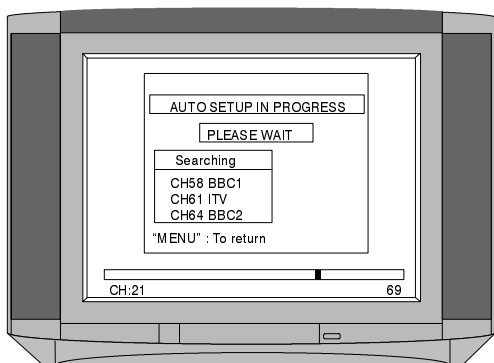 AUTO SETUP IN PROGRESS
PLEASE WAIT
Searching
CH58 BBC1
CH61 ITV
CH64 BBC2
“MENU” : To return
CH:21 69